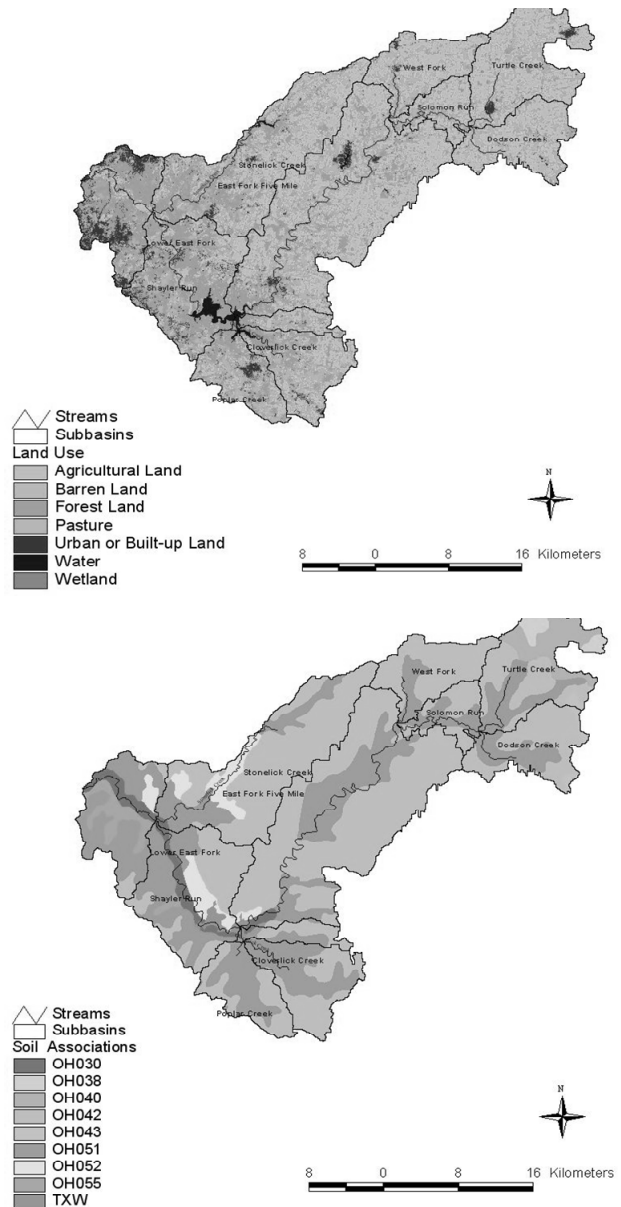 West Fork
Turtle Creek
Solomon Run
Dodson Creek
Stonelick Creek
East Fork Five Mile
Lower East Fork
Shayler Run
Cloverlick Creek
Poplar Creek
Streams
Subbasins
Land Use
Agricultural Land
Barren Land
Forest Land
Pasture
Urban or Built-up Land
Water
Wetland
N
8 0 8 16 Kilometers
West Fork
Turtle Creek
Solomon Run
Dodson Creek
Stonelick Creek
East Fork Five Mile
Lower East Fork
Shayler Run
Cloverlick Creek
Poplar Creek
Streams
Subbasins
Soil Associations
OH030
OH038
OH040
OH042
OH043
OH051
OH052
OH055
TXW
N
8 0 8 16 Kilometers